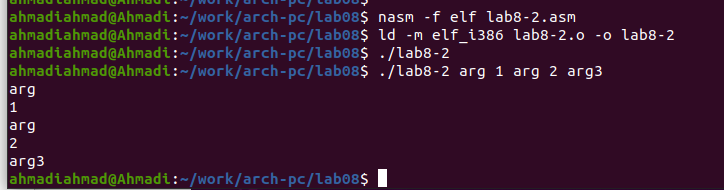 ahmadiahmad@Ahmadi:~/work/arch-pc/lab08$ nasm -f elf lab8-2.asm
ahmadiahmad@Ahmadi:~/work/arch-pc/lab08$ ld -m elf_i386 lab8-2.o -o lab8-2
ahmadiahmad@Ahmadi:~/work/arch-pc/lab08$ ./lab8-2
ahmadiahmad@Ahmadi:~/work/arch-pc/lab08$ ./lab8-2 arg 1 arg 2 arg3
arg
1
arg
2
arg3
ahmadiahmad@Ahmadi:~/work/arch-pc/lab08$